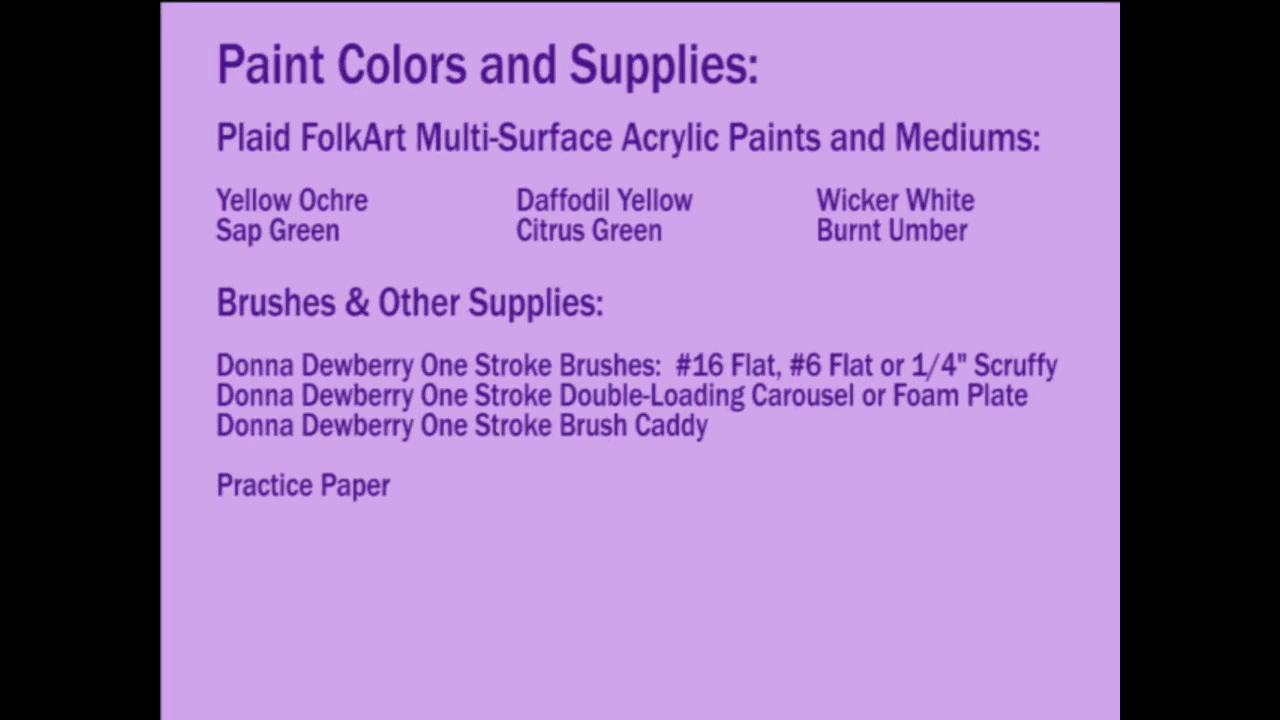 Paint Colors and Supplies:
Plaid FolkArt Multi-Surface Acrylic Paints and Mediums:
Yellow Ochre Daffodil Yellow Wicker White
Sap Green Citrus Green Burnt Umber
Brushes & Other Supplies:
Donna Dewberry One Stroke Brushes:  #16 Flat, #6 Flat or 1/4" Scruffy
Donna Dewberry One Stroke Double-Loading Carousel or Foam Plate
Donna Dewberry One Stroke Brush Caddy
Practice Paper